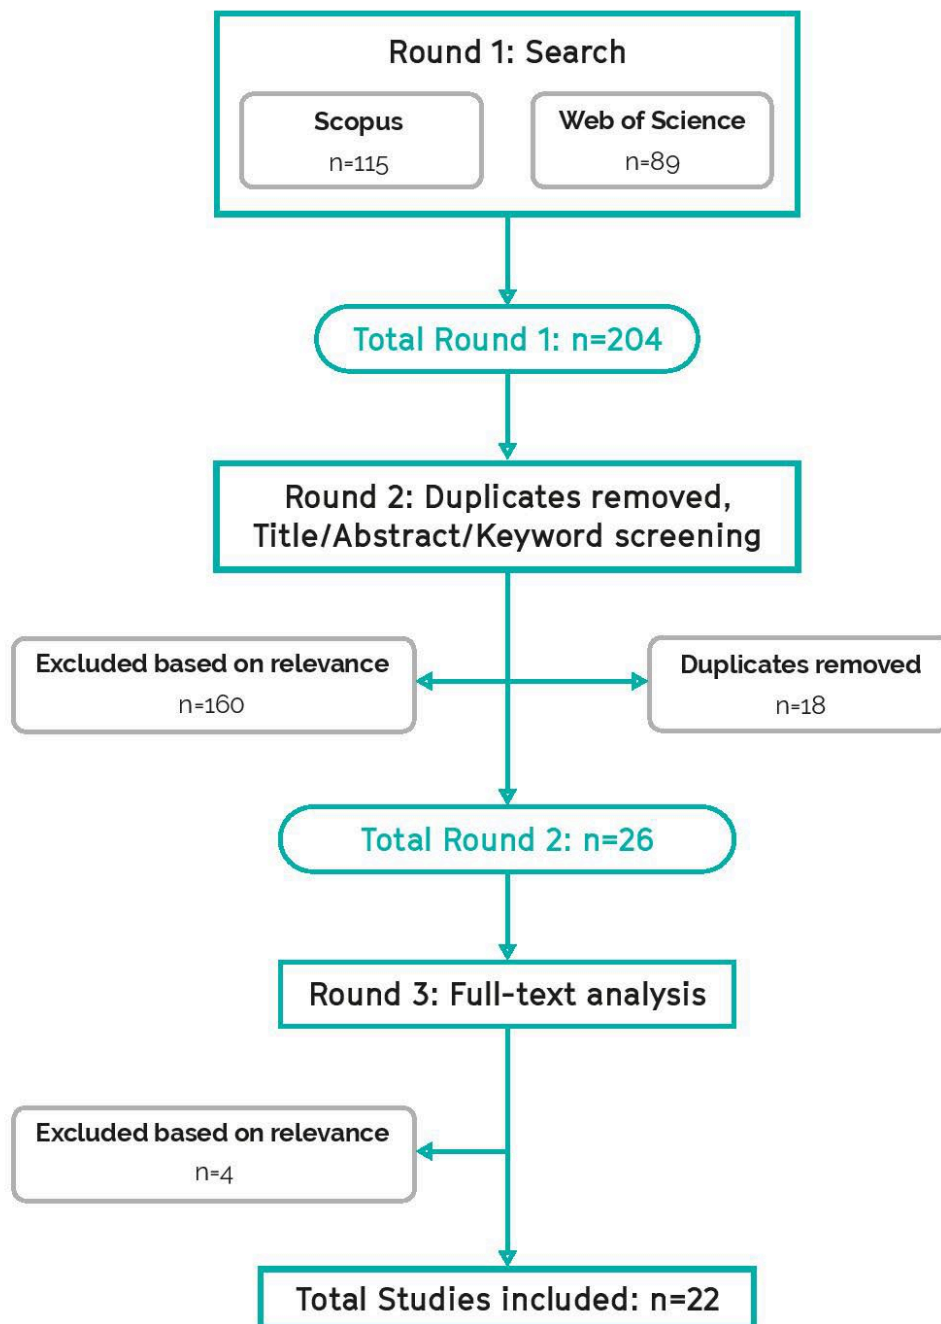 Round 1: Search
Scopus
n=115
Web of Science
n=89
Total Round 1: n=204
Round 2: Duplicates removed,
Title/Abstract/Keyword screening
Excluded based on relevance
n=160
Duplicates removed
n=18
Total Round 2: n=26
Round 3: Full-text analysis
Excluded based on relevance
n=4
Total Studies included: n=22